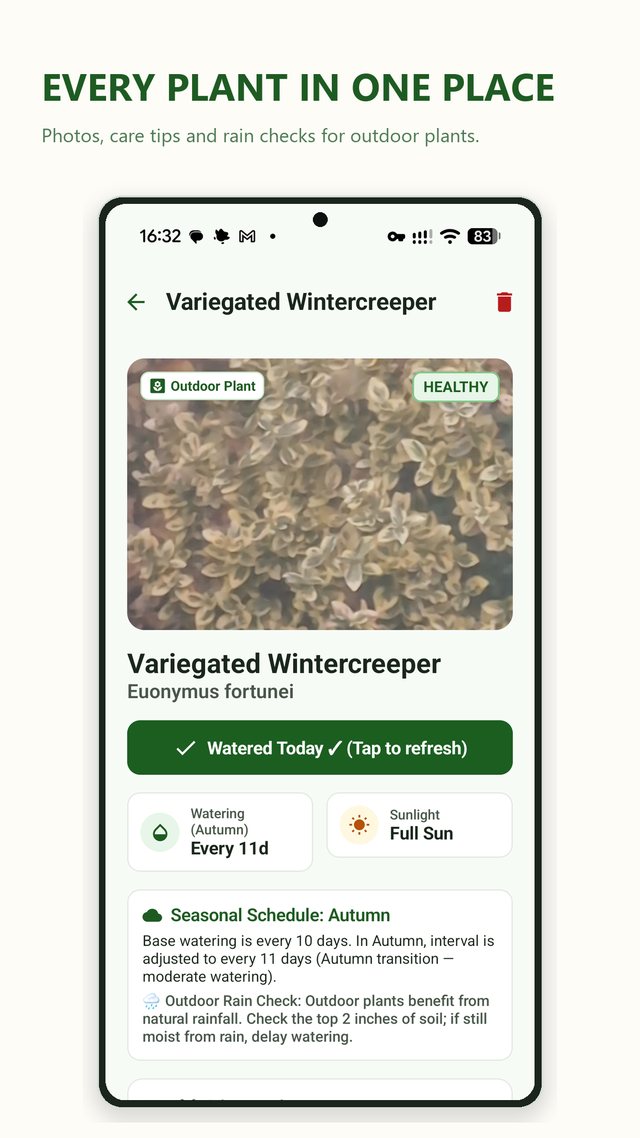 EVERY PLANT IN ONE PLACE
Photos, care tips and rain checks for outdoor plants.
16:32
83
Variegated Wintercreeper
Outdoor Plant
HEALTHY
Variegated Wintercreeper
Euonymus fortunei
✓ Watered Today ✓ (Tap to refresh)
Watering
(Autumn)
Every 11d
Sunlight
Full Sun
Seasonal Schedule: Autumn
Base watering is every 10 days. In Autumn, interval is
adjusted to every 11 days (Autumn transition —
moderate watering).
🌧️ Outdoor Rain Check: Outdoor plants benefit from
natural rainfall. Check the top 2 inches of soil; if still
moist from rain, delay watering.